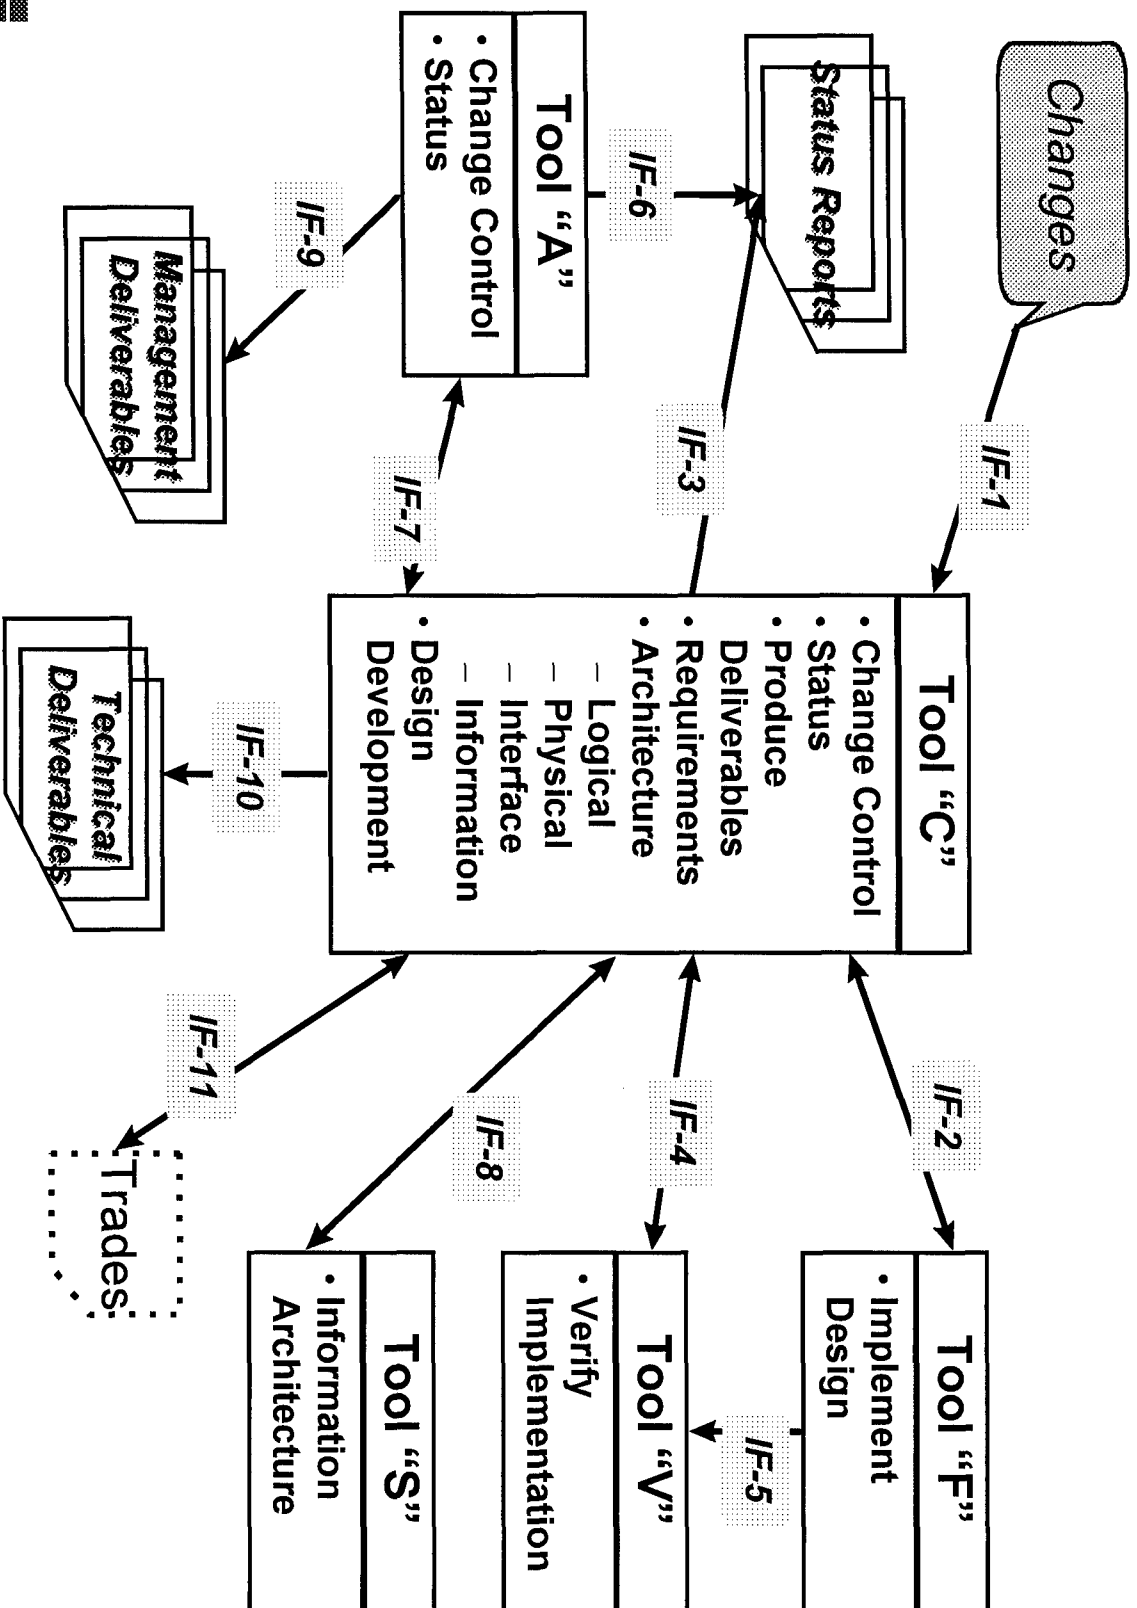 Changes
IF-1
Status Reports
IF-3
IF-6
Tool “A”
• Change Control
• Status
IF-9
Management
Deliverables
IF-7
Tool “C”
• Change Control
• Status
• Produce
Deliverables
• Requirements
• Architecture
– Logical
– Physical
– Interface
– Information
• Design
Development
IF-10
Technical
Deliverables
IF-2
IF-4
IF-8
IF-11
Trades
Tool “F”
• Implement
Design
IF-5
Tool “V”
• Verify
Implementation
Tool “S”
• Information
Architecture